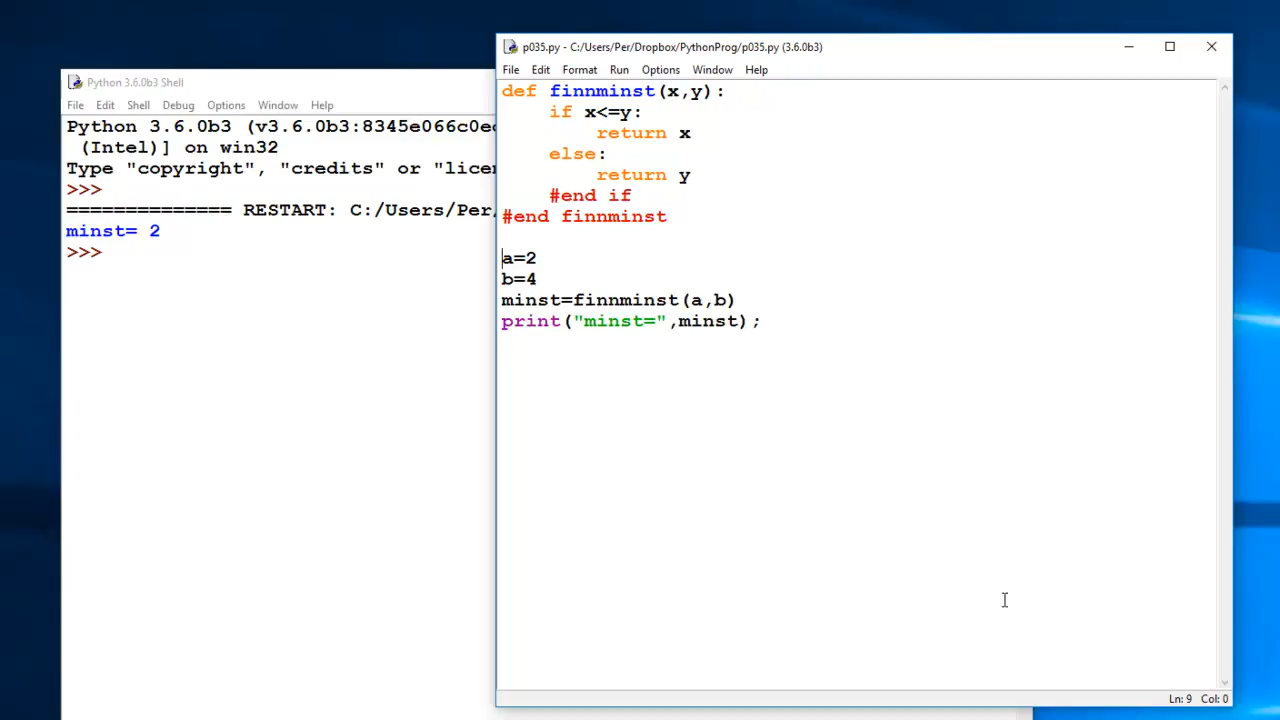 Python 3.6.0b3 Shell
File Edit Shell Debug Options Window Help
Python 3.6.0b3 (v3.6.0b3:8345e066c0e
(Intel)] on win32
Type "copyright", "credits" or "licen
>>>
============== RESTART: C:/Users/Per
minst= 2
>>>
p035.py - C:/Users/Per/Dropbox/PythonProg/p035.py (3.6.0b3)
File Edit Format Run Options Window Help
def finnminst(x,y):
    if x<=y:
        return x
    else:
        return y
    #end if
#end finnminst
a=2
b=4
minst=finnminst(a,b)
print("minst=",minst);
Ln: 9 Col: 0